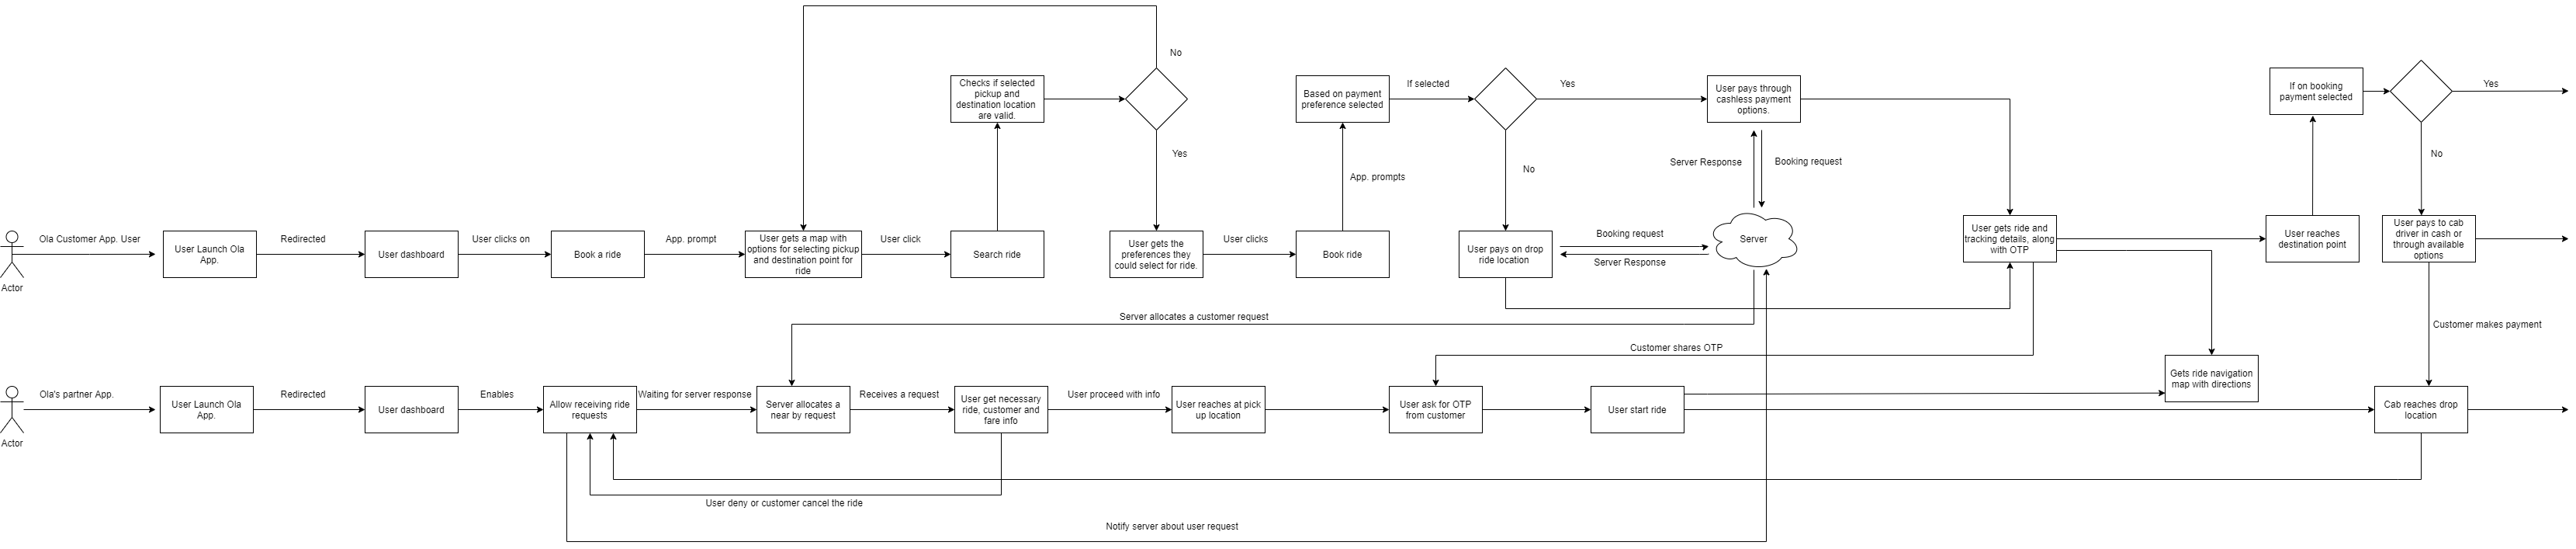 No
Checks if selected
pickup and
destination location
are valid.
Based on payment
preference selected
If selected
Yes
User pays through
cashless payment
options.
If on booking
payment selected
Yes
Yes
No
App. prompts
Server Response
Booking request
No
Ola Customer App. User
User Launch Ola
App.
Redirected
User dashboard
User clicks on
Book a ride
App. prompt
User gets a map with
options for selecting pickup
and destination point for
ride
User click
Search ride
User gets the
preferences they
could select for ride.
User clicks
Book ride
User pays on drop
ride location
Booking request
Server Response
Server
User gets ride and
tracking details, along
with OTP
User reaches
destination point
User pays to cab
driver in cash or
through available
options
Actor
Server allocates a customer request
Customer makes payment
Customer shares OTP
Gets ride navigation
map with directions
Ola's partner App.
User Launch Ola
App.
Redirected
User dashboard
Enables
Allow receiving ride
requests
Waiting for server response
Server allocates a
near by request
Receives a request
User get necessary
ride, customer and
fare info
User proceed with info
User reaches at pick
up location
User ask for OTP
from customer
User start ride
Cab reaches drop
location
Actor
User deny or customer cancel the ride
Notify server about user request